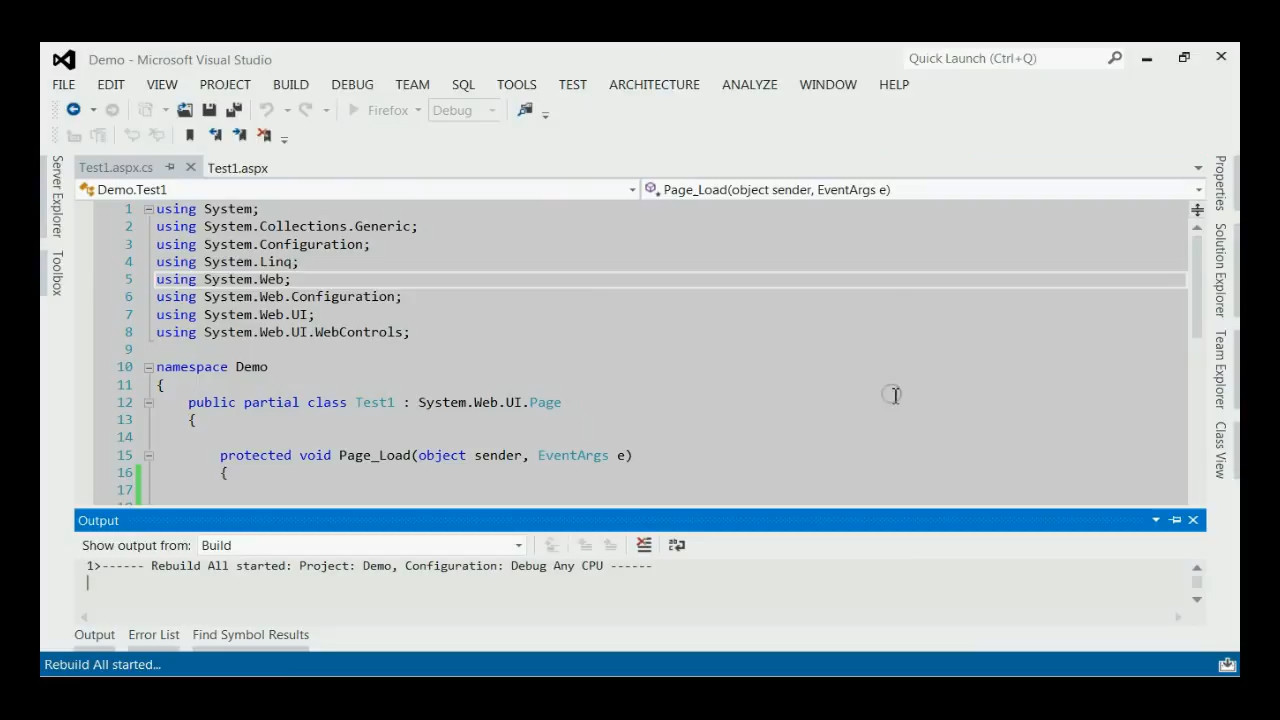 Demo - Microsoft Visual Studio
Quick Launch (Ctrl+Q)
FILE EDIT VIEW PROJECT BUILD DEBUG TEAM SQL TOOLS TEST ARCHITECTURE ANALYZE WINDOW HELP
Firefox Debug
Test1.aspx.cs Test1.aspx
Demo.Test1 Page_Load(object sender, EventArgs e)
1 using System;
2 using System.Collections.Generic;
3 using System.Configuration;
4 using System.Linq;
5 using System.Web;
6 using System.Web.Configuration;
7 using System.Web.UI;
8 using System.Web.UI.WebControls;
9
10 namespace Demo
11 {
12 public partial class Test1 : System.Web.UI.Page
13 {
14
15 protected void Page_Load(object sender, EventArgs e)
16 {
17
Server Explorer
Toolbox
Properties
Solution Explorer
Team Explorer
Class View
Output
Show output from: Build
1>------ Rebuild All started: Project: Demo, Configuration: Debug Any CPU ------
Output Error List Find Symbol Results
Rebuild All started...